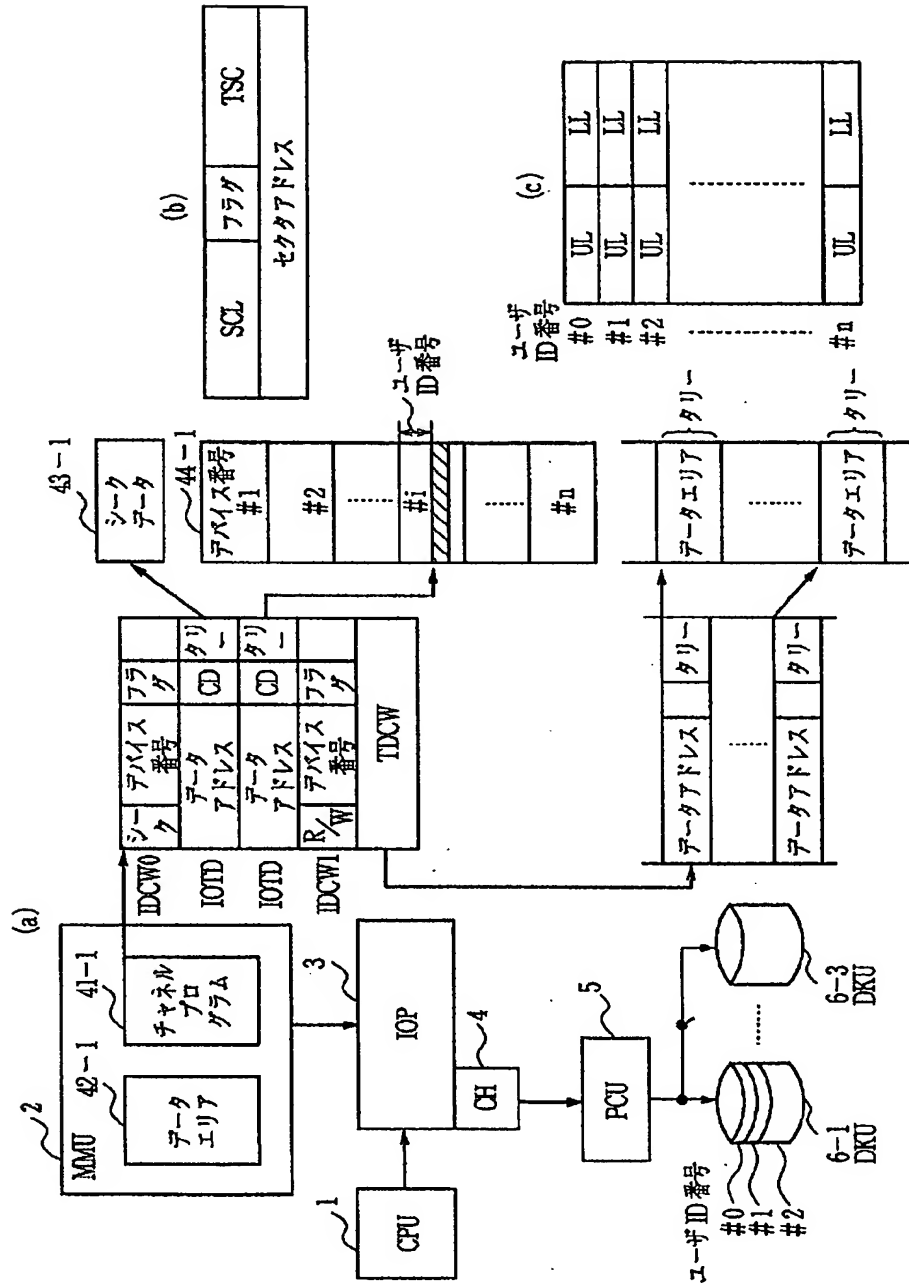 (a)
2
MMU
42-1
データ
エリア
41-1
チャネル
プロ
グラム
1
CPU
3
IOP
4
CH
5
PCU
6-1
DKU
6-3
DKU
ユーザID番号
#0
#1
#2
IDCW0
シーク
デバイス
番号
フラグ
IOTD
データ
アドレス
CD
タリー
IOTD
データ
アドレス
CD
タリー
IDCW1
R/W
デバイス
番号
フラグ
TDCW
43-1
シーク
データ
44-1
デバイス番号
#1
#2
#i
#n
ユーザ
ID番号
データアドレス
タリー
データアドレス
タリー
データエリア
タリー
データエリア
タリー
(b)
SCL
フラグ
TSC
セクタアドレス
(c)
ユーザ
ID番号
#0
UL
LL
#1
UL
LL
#2
UL
LL
#n
UL
LL